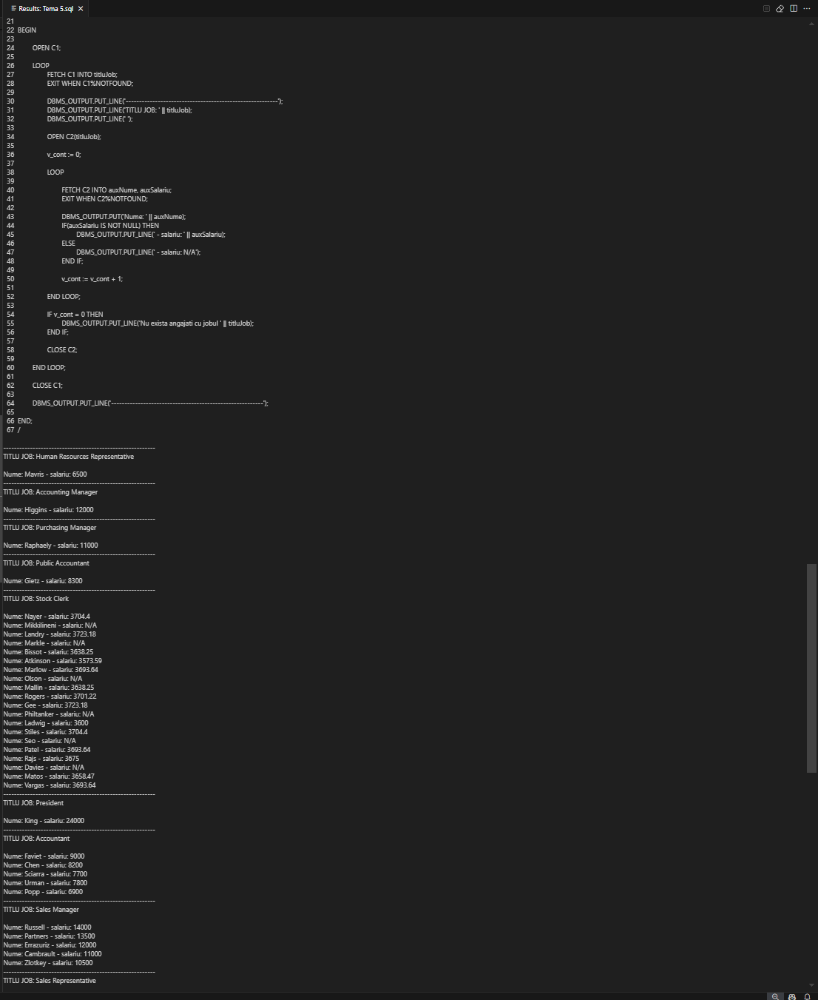 Results: Tema 5.sql
21
22 BEGIN
23
24 OPEN C1;
25
26 LOOP
27 FETCH C1 INTO titluJob;
28 EXIT WHEN C1%NOTFOUND;
29
30 DBMS_OUTPUT.PUT_LINE('---------------------------------------------------------');
31 DBMS_OUTPUT.PUT_LINE('TITLU JOB: ' || titluJob);
32 DBMS_OUTPUT.PUT_LINE(' ');
33
34 OPEN C2(titluJob);
35
36 v_cont := 0;
37
38 LOOP
39
40 FETCH C2 INTO auxNume, auxSalariu;
41 EXIT WHEN C2%NOTFOUND;
42
43 DBMS_OUTPUT.PUT('Nume: ' || auxNume);
44 IF(auxSalariu IS NOT NULL) THEN
45 DBMS_OUTPUT.PUT_LINE(' - salariu: ' || auxSalariu);
46 ELSE
47 DBMS_OUTPUT.PUT_LINE(' - salariu: N/A');
48 END IF;
49
50 v_cont := v_cont + 1;
51
52 END LOOP;
53
54 IF v_cont = 0 THEN
55 DBMS_OUTPUT.PUT_LINE('Nu exista angajati cu jobul ' || titluJob);
56 END IF;
57
58 CLOSE C2;
59
60 END LOOP;
61
62 CLOSE C1;
63
64 DBMS_OUTPUT.PUT_LINE('---------------------------------------------------------');
65
66 END;
67 /
---------------------------------------------------------
TITLU JOB: Human Resources Representative
Nume: Mavris - salariu: 6500
---------------------------------------------------------
TITLU JOB: Accounting Manager
Nume: Higgins - salariu: 12000
---------------------------------------------------------
TITLU JOB: Purchasing Manager
Nume: Raphaely - salariu: 11000
---------------------------------------------------------
TITLU JOB: Public Accountant
Nume: Gietz - salariu: 8300
---------------------------------------------------------
TITLU JOB: Stock Clerk
Nume: Nayer - salariu: 3704.4
Nume: Mikkilineni - salariu: N/A
Nume: Landry - salariu: 3723.18
Nume: Markle - salariu: N/A
Nume: Bissot - salariu: 3638.25
Nume: Atkinson - salariu: 3573.59
Nume: Marlow - salariu: 3693.64
Nume: Olson - salariu: N/A
Nume: Mallin - salariu: 3638.25
Nume: Rogers - salariu: 3701.22
Nume: Gee - salariu: 3723.18
Nume: Philtanker - salariu: N/A
Nume: Ladwig - salariu: 3600
Nume: Stiles - salariu: 3704.4
Nume: Seo - salariu: N/A
Nume: Patel - salariu: 3693.64
Nume: Rajs - salariu: 3675
Nume: Davies - salariu: N/A
Nume: Matos - salariu: 3658.47
Nume: Vargas - salariu: 3693.64
---------------------------------------------------------
TITLU JOB: President
Nume: King - salariu: 24000
---------------------------------------------------------
TITLU JOB: Accountant
Nume: Faviet - salariu: 9000
Nume: Chen - salariu: 8200
Nume: Sciarra - salariu: 7700
Nume: Urman - salariu: 7800
Nume: Popp - salariu: 6900
---------------------------------------------------------
TITLU JOB: Sales Manager
Nume: Russell - salariu: 14000
Nume: Partners - salariu: 13500
Nume: Errazuriz - salariu: 12000
Nume: Cambrault - salariu: 11000
Nume: Zlotkey - salariu: 10500
---------------------------------------------------------
TITLU JOB: Sales Representative